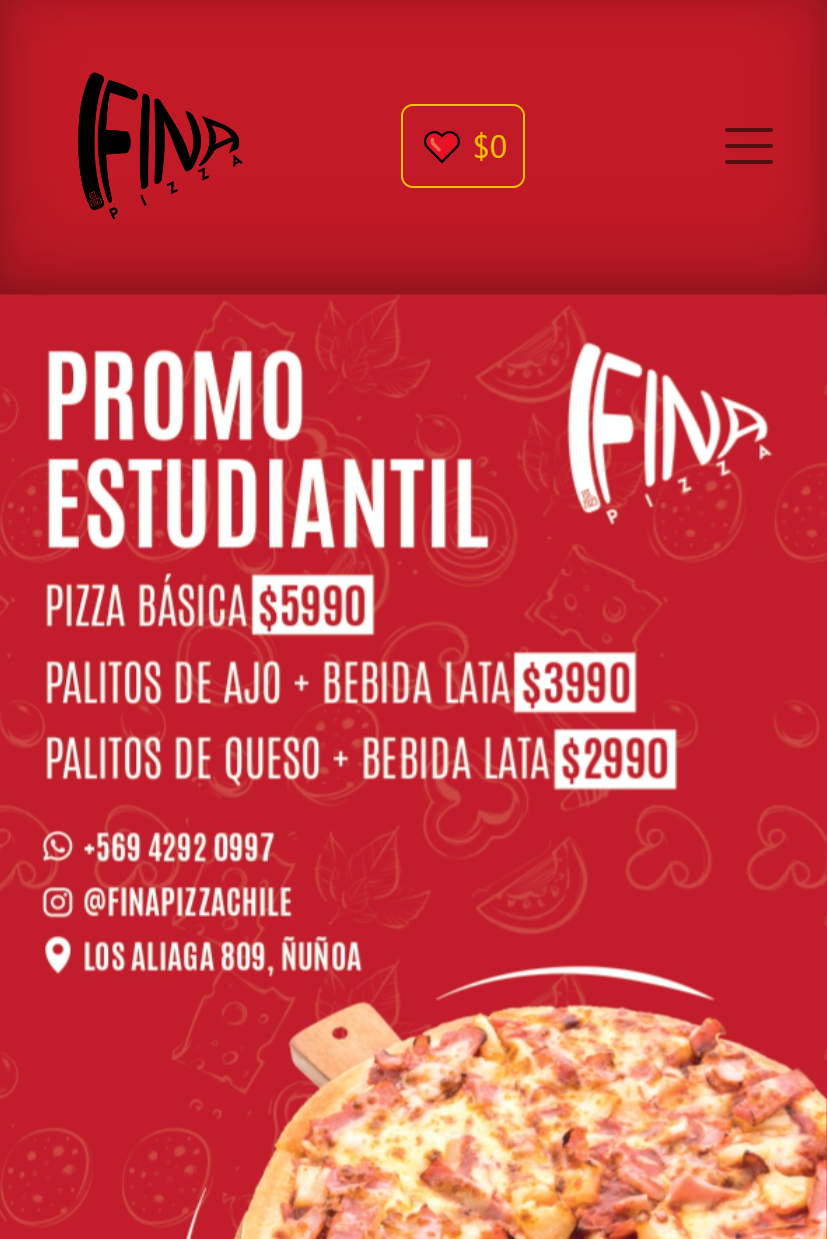 FINA
PIZZA
$0
PROMO
ESTUDIANTIL
FINA
PIZZA
PIZZA BÁSICA $5990
PALITOS DE AJO + BEBIDA LATA $3990
PALITOS DE QUESO + BEBIDA LATA $2990
+569 4292 0997
@FINAPIZZACHILE
LOS ALIAGA 809, ÑUÑOA